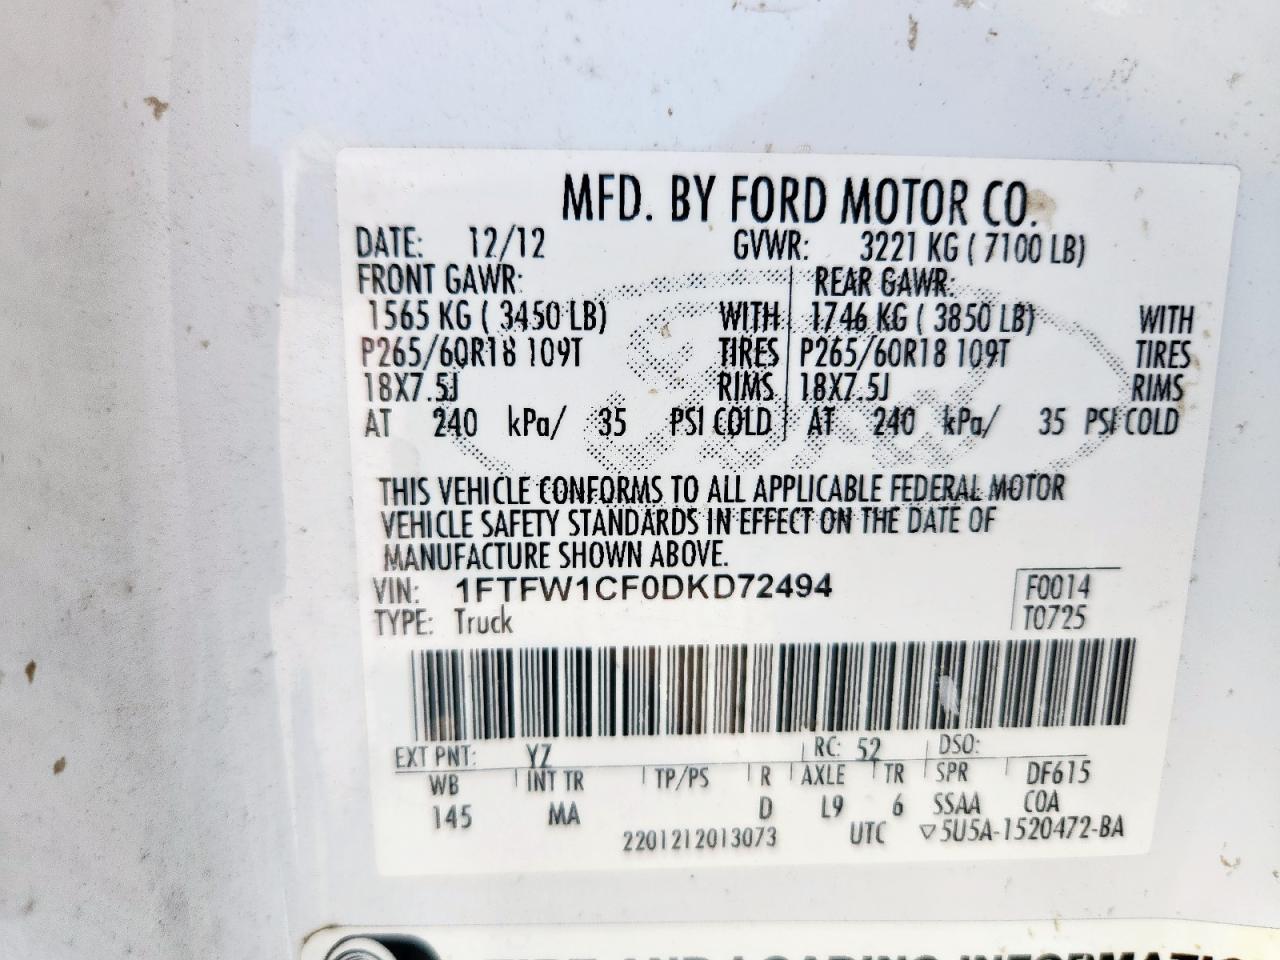 MFD. BY FORD MOTOR CO.
DATE: 12/12 GVWR: 3221 KG ( 7100 LB)
FRONT GAWR: REAR GAWR:
1565 KG ( 3450 LB) WITH 1746 KG ( 3850 LB) WITH
P265/60R18 109T TIRES P265/60R18 109T TIRES
18X7.5J RIMS 18X7.5J RIMS
AT 240 kPa/ 35 PSI COLD AT 240 kPa/ 35 PSI COLD
THIS VEHICLE CONFORMS TO ALL APPLICABLE FEDERAL MOTOR
VEHICLE SAFETY STANDARDS IN EFFECT ON THE DATE OF
MANUFACTURE SHOWN ABOVE.
VIN: 1FTFW1CF0DKD72494 F0014
TYPE: Truck T0725
EXT PNT: YZ RC: 52 DSO:
WB INT TR TP/PS R AXLE TR SPR DF615
145 MA D L9 6 SSAA C0A
2201212013073 UTC ▽5U5A-1520472-BA
TIRE AND LOADING INFORMATIO